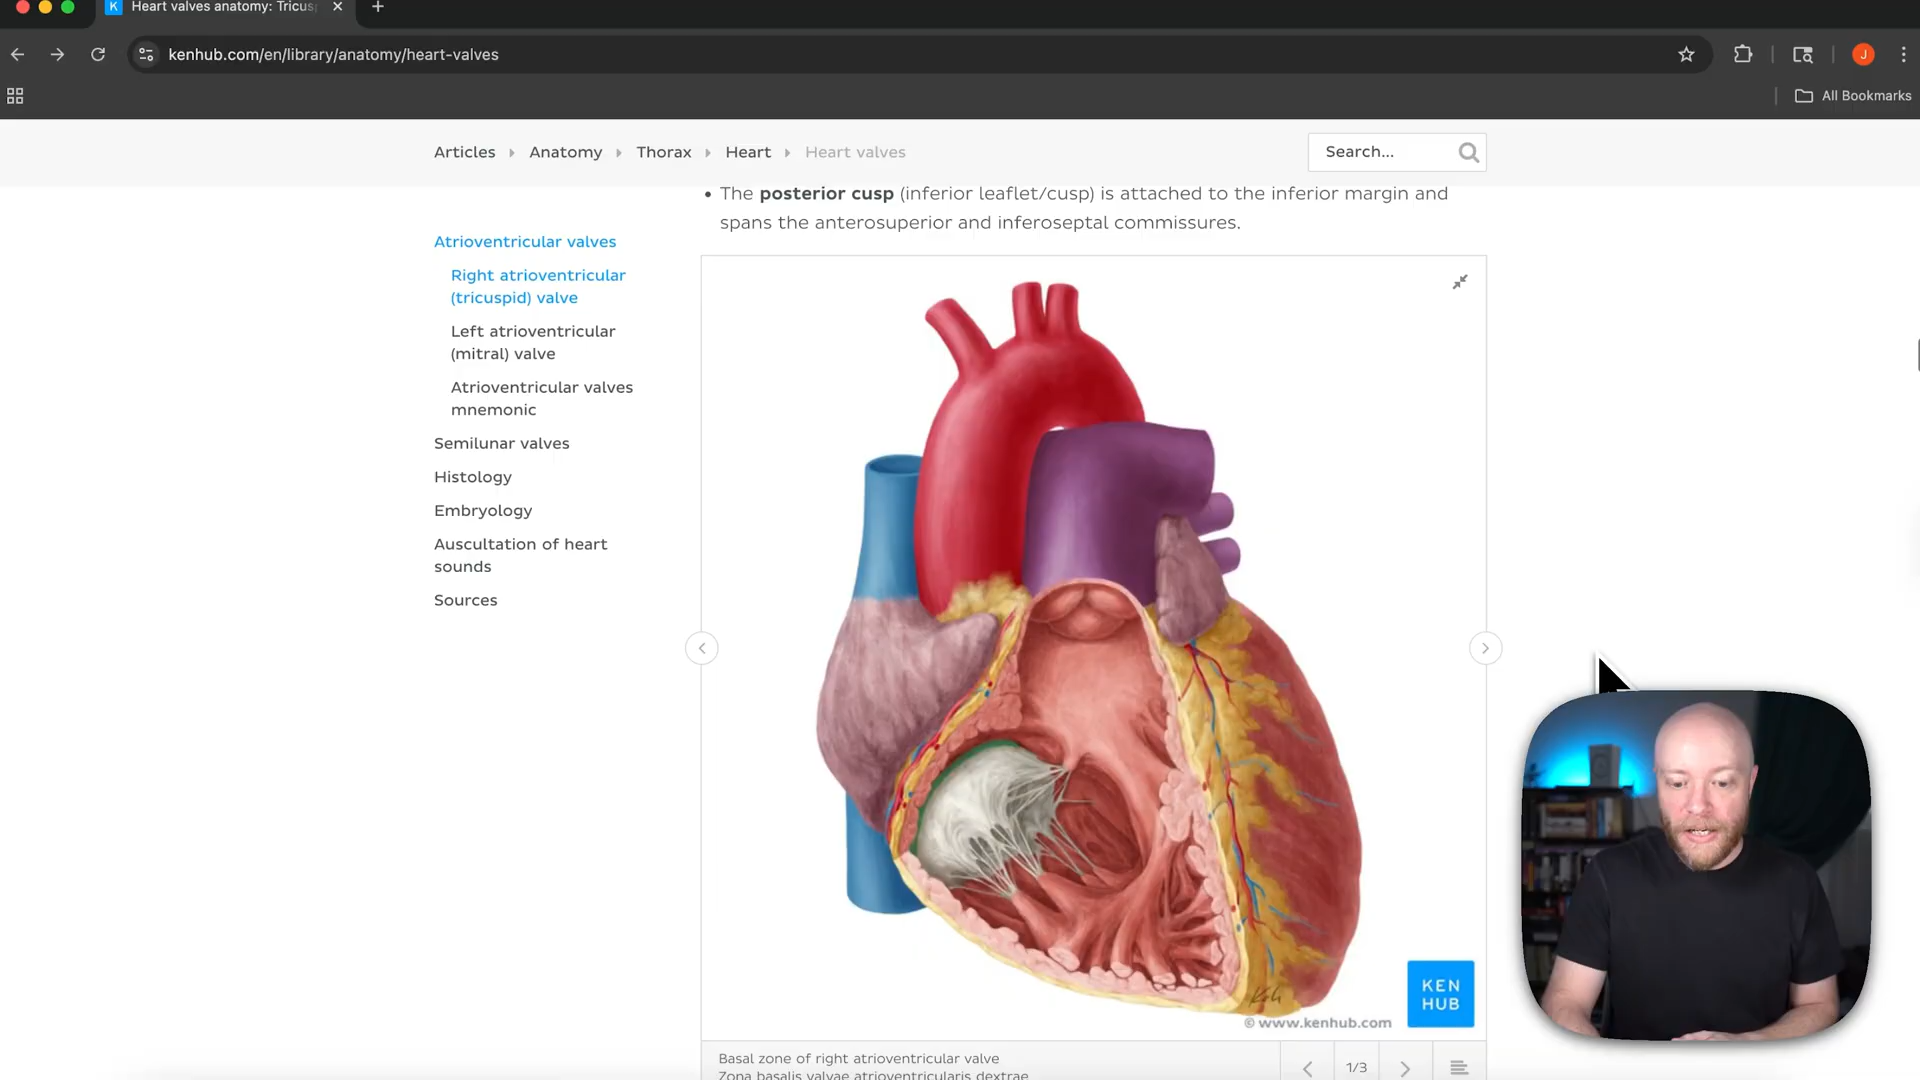 Heart valves anatomy: Tricus
kenhub.com/en/library/anatomy/heart-valves
J
All Bookmarks
Articles
Anatomy
Thorax
Heart
Heart valves
Search...
The posterior cusp (inferior leaflet/cusp) is attached to the inferior margin and
spans the anterosuperior and inferoseptal commissures.
Atrioventricular valves
Right atrioventricular
(tricuspid) valve
Left atrioventricular
(mitral) valve
Atrioventricular valves
mnemonic
Semilunar valves
Histology
Embryology
Auscultation of heart
sounds
Sources
KEN
HUB
© www.kenhub.com
Basal zone of right atrioventricular valve
Zona basalis valvae atrioventricularis dextrae
1/3